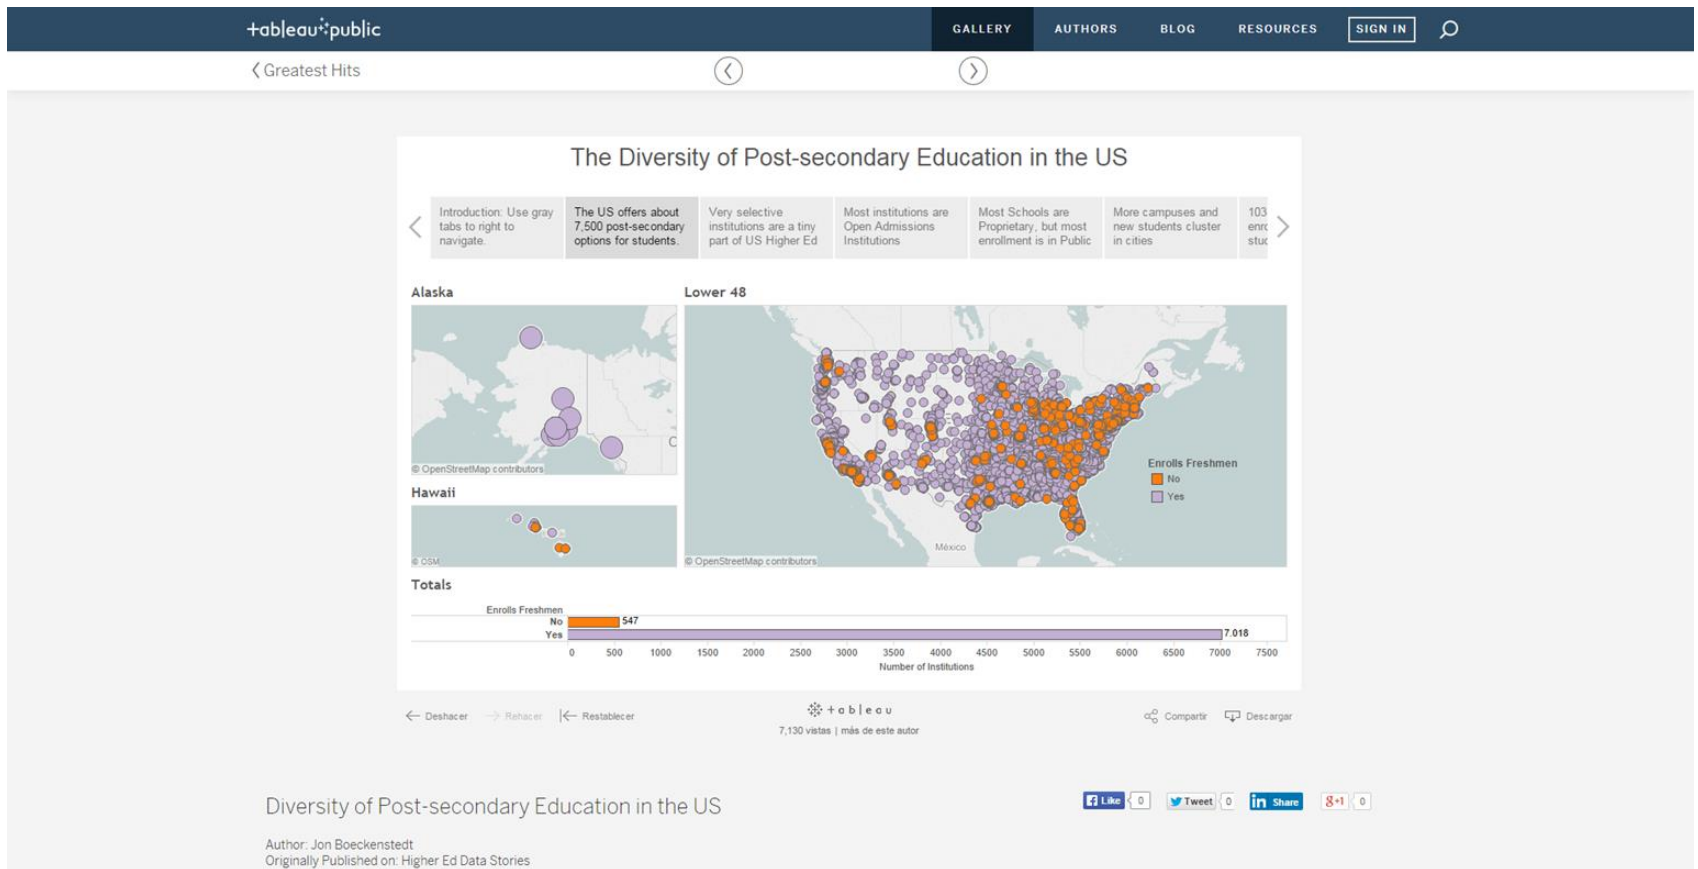 tableau public
GALLERY
AUTHORS
BLOG
RESOURCES
SIGN IN
Greatest Hits
The Diversity of Post-secondary Education in the US
Introduction: Use gray
tabs to right to
navigate.
The US offers about
7,500 post-secondary
options for students.
Very selective
institutions are a tiny
part of US Higher Ed
Most institutions are
Open Admissions
Institutions
Most Schools are
Proprietary, but most
enrollment is in Public
More campuses and
new students cluster
in cities
103
enro
stud
Alaska
© OpenStreetMap contributors
Hawaii
© OSM
Lower 48
México
© OpenStreetMap contributors
Enrolls Freshmen
No
Yes
Totals
Enrolls Freshmen
No 547
Yes 7.018
0 500 1000 1500 2000 2500 3000 3500 4000 4500 5000 5500 6000 6500 7000 7500
Number of Institutions
Deshacer
Rehacer
Restablecer
+ableau
7,130 vistas | más de este autor
Compartir
Descargar
Diversity of Post-secondary Education in the US
Like 0
Tweet 0
in Share
g+1 0
Author: Jon Boeckenstedt
Originally Published on: Higher Ed Data Stories